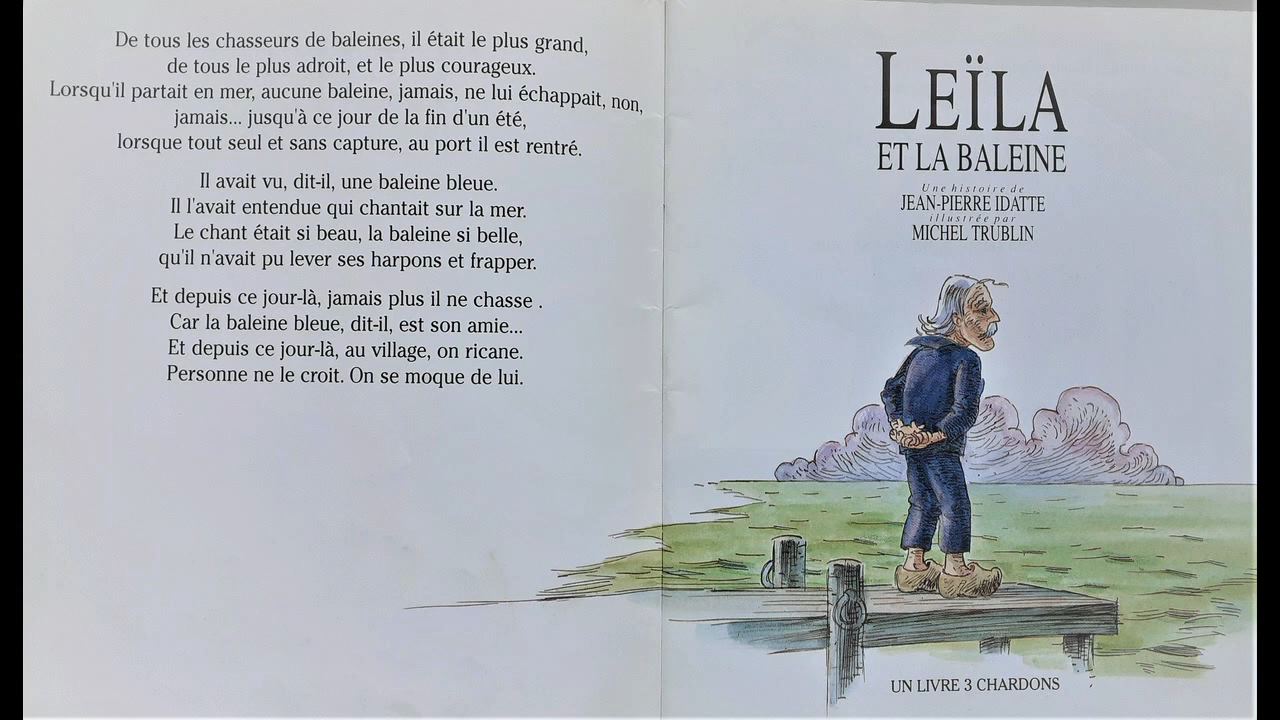 De tous les chasseurs de baleines, il était le plus grand,
de tous le plus adroit, et le plus courageux.
Lorsqu'il partait en mer, aucune baleine, jamais, ne lui échappait, non,
jamais... jusqu'à ce jour de la fin d'un été,
lorsque tout seul et sans capture, au port il est rentré.
Il avait vu, dit-il, une baleine bleue.
Il l'avait entendue qui chantait sur la mer.
Le chant était si beau, la baleine si belle,
qu'il n'avait pu lever ses harpons et frapper.
Et depuis ce jour-là, jamais plus il ne chasse .
Car la baleine bleue, dit-il, est son amie...
Et depuis ce jour-là, au village, on ricane.
Personne ne le croit. On se moque de lui.
LEÏLA
ET LA BALEINE
Une histoire de
JEAN-PIERRE IDATTE
illustrée par
MICHEL TRUBLIN
UN LIVRE 3 CHARDONS